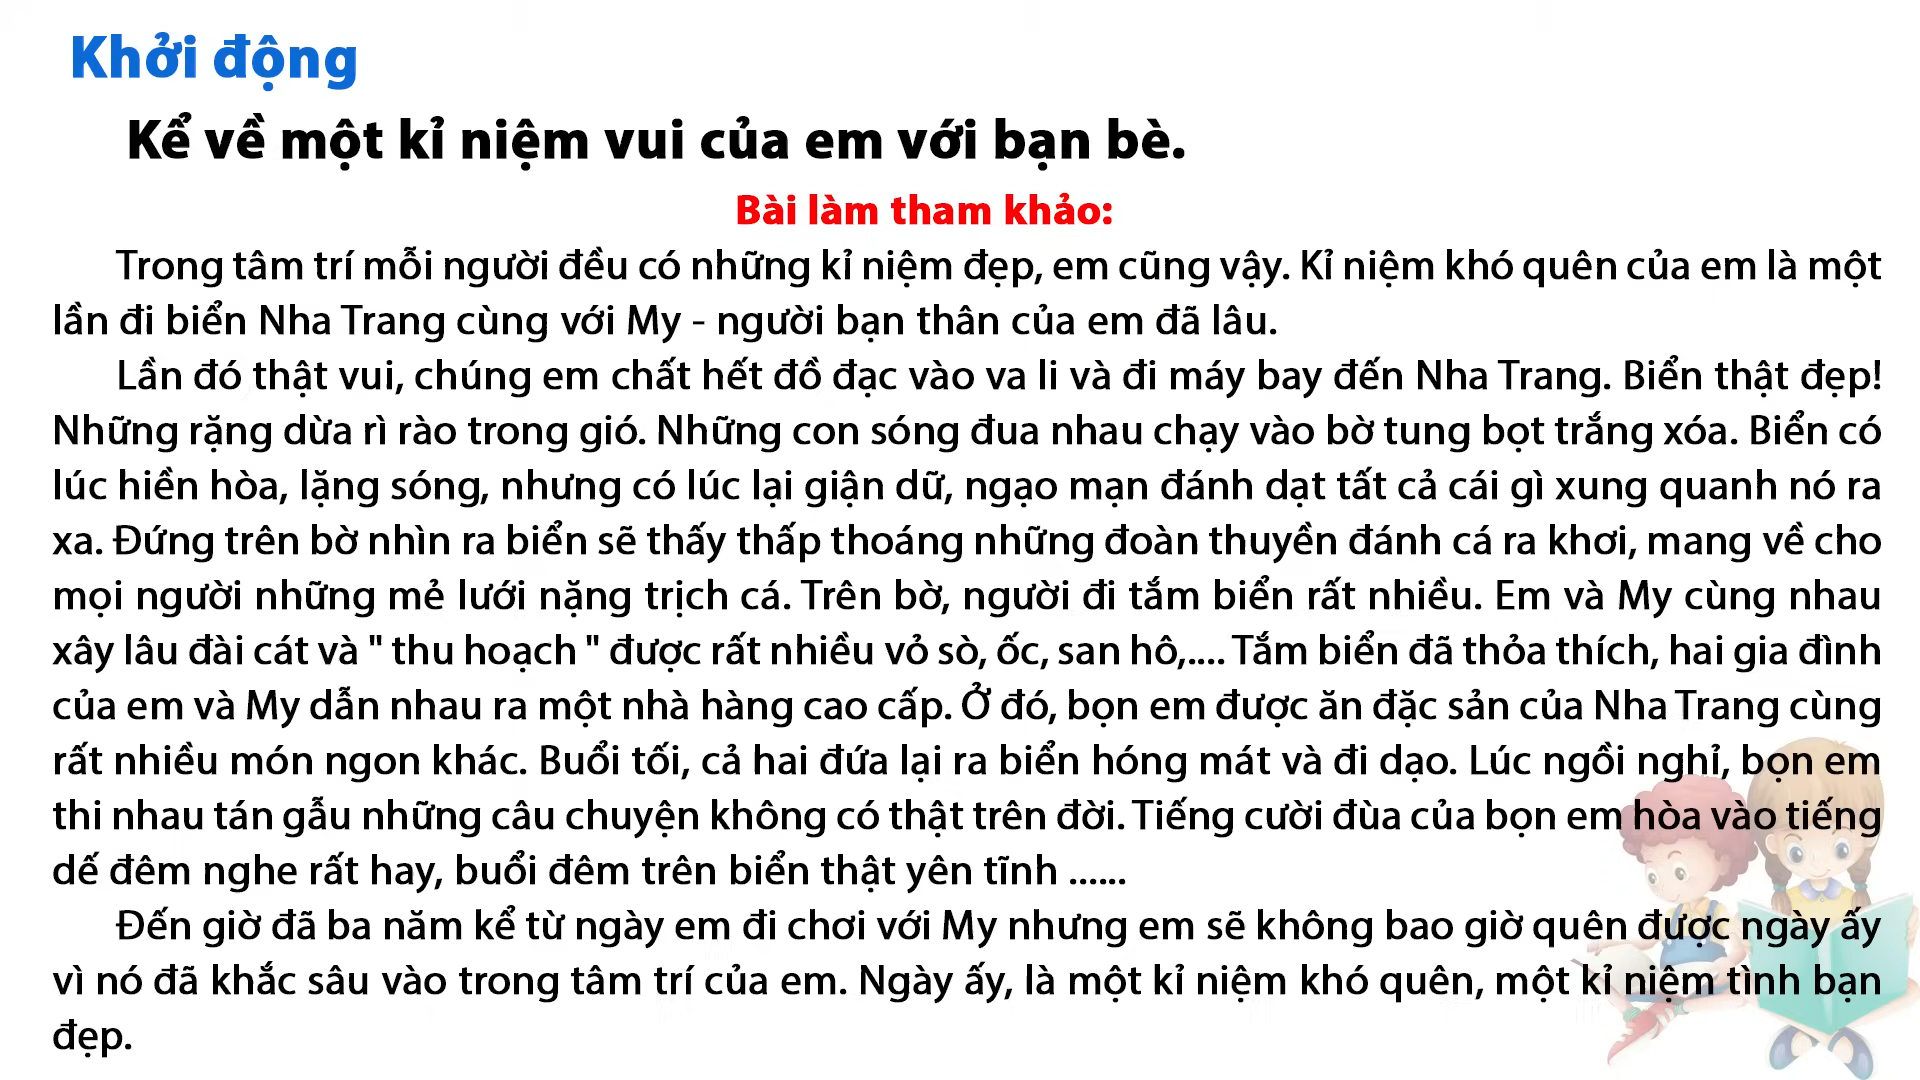 Khởi động
Kể về một kỉ niệm vui của em với bạn bè.
Bài làm tham khảo:
Trong tâm trí mỗi người đều có những kỉ niệm đẹp, em cũng vậy. Kỉ niệm khó quên của em là một
lần đi biển Nha Trang cùng với My - người bạn thân của em đã lâu.
Lần đó thật vui, chúng em chất hết đồ đạc vào va li và đi máy bay đến Nha Trang. Biển thật đẹp!
Những rặng dừa rì rào trong gió. Những con sóng đua nhau chạy vào bờ tung bọt trắng xóa. Biển có
lúc hiền hòa, lặng sóng, nhưng có lúc lại giận dữ, ngạo mạn đánh dạt tất cả cái gì xung quanh nó ra
xa. Đứng trên bờ nhìn ra biển sẽ thấy thấp thoáng những đoàn thuyền đánh cá ra khơi, mang về cho
mọi người những mẻ lưới nặng trịch cá. Trên bờ, người đi tắm biển rất nhiều. Em và My cùng nhau
xây lâu đài cát và " thu hoạch " được rất nhiều vỏ sò, ốc, san hô,.... Tắm biển đã thỏa thích, hai gia đình
của em và My dẫn nhau ra một nhà hàng cao cấp. Ở đó, bọn em được ăn đặc sản của Nha Trang cùng
rất nhiều món ngon khác. Buổi tối, cả hai đứa lại ra biển hóng mát và đi dạo. Lúc ngồi nghỉ, bọn em
thi nhau tán gẫu những câu chuyện không có thật trên đời. Tiếng cười đùa của bọn em hòa vào tiếng
dế đêm nghe rất hay, buổi đêm trên biển thật yên tĩnh ......
Đến giờ đã ba năm kể từ ngày em đi chơi với My nhưng em sẽ không bao giờ quên được ngày ấy
vì nó đã khắc sâu vào trong tâm trí của em. Ngày ấy, là một kỉ niệm khó quên, một kỉ niệm tình bạn
đẹp.